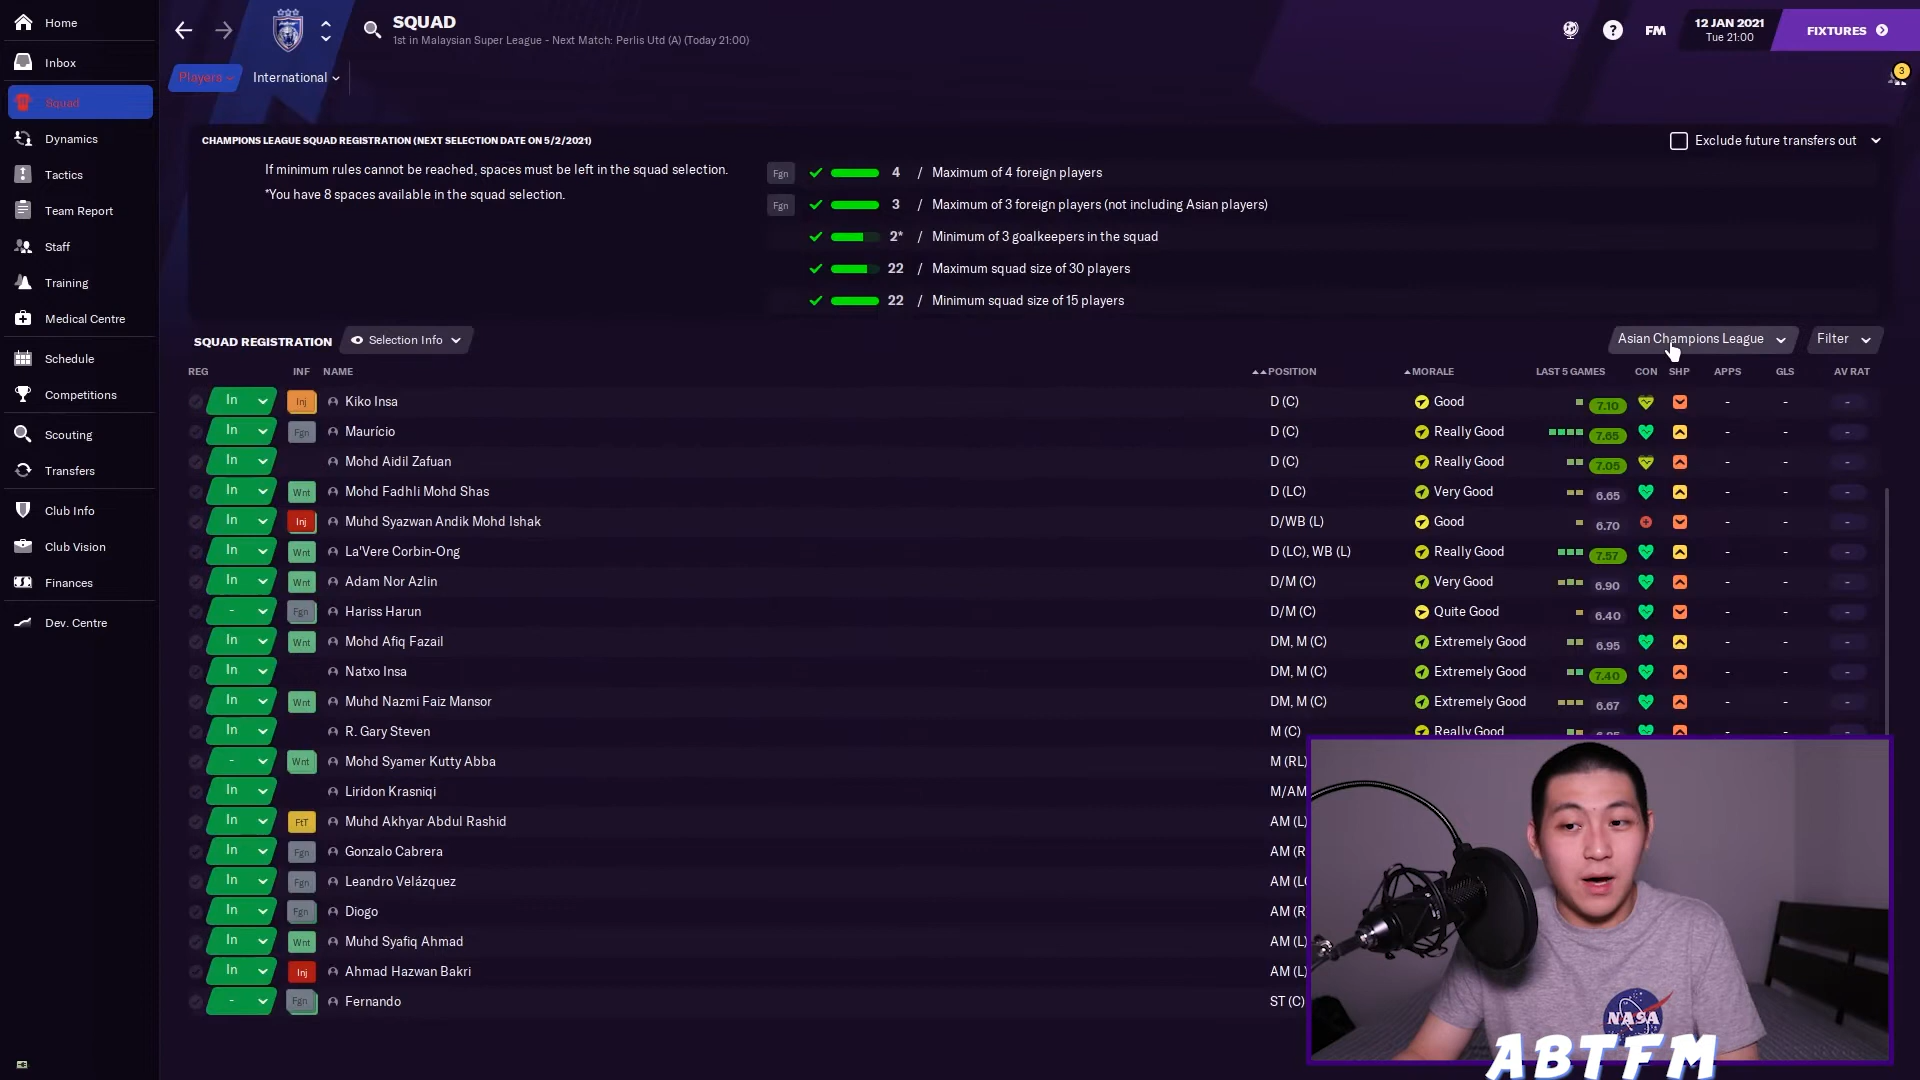 Home
Inbox
Squad
Dynamics
Tactics
Team Report
Staff
Training
Medical Centre
Schedule
Competitions
Scouting
Transfers
Club Info
Club Vision
Finances
Dev. Centre
SQUAD
1st in Malaysian Super League - Next Match: Perlis Utd (A) (Today 21:00)
FM
12 JAN 2021
Tue 21:00
FIXTURES
Players
International
3
CHAMPIONS LEAGUE SQUAD REGISTRATION (NEXT SELECTION DATE ON 5/2/2021)
Exclude future transfers out
If minimum rules cannot be reached, spaces must be left in the squad selection.
*You have 8 spaces available in the squad selection.
Fgn 4 / Maximum of 4 foreign players
Fgn 3 / Maximum of 3 foreign players (not including Asian players)
2* / Minimum of 3 goalkeepers in the squad
22 / Maximum squad size of 30 players
22 / Minimum squad size of 15 players
SQUAD REGISTRATION
Selection Info
Asian Champions League
Filter
REG INF NAME POSITION MORALE LAST 5 GAMES CON SHP APPS GLS AV RAT
In Inj Kiko Insa D (C) Good 7.10 - - -
In Fgn Maurício D (C) Really Good 7.65 - - -
In Mohd Aidil Zafuan D (C) Really Good 7.05 - - -
In Wnt Mohd Fadhli Mohd Shas D (LC) Very Good 6.65 - - -
In Inj Muhd Syazwan Andik Mohd Ishak D/WB (L) Good 6.70 - - -
In Wnt La'Vere Corbin-Ong D (LC), WB (L) Really Good 7.57 - - -
In Wnt Adam Nor Azlin D/M (C) Very Good 6.90 - - -
- Fgn Hariss Harun D/M (C) Quite Good 6.40 - - -
In Wnt Mohd Afiq Fazail DM, M (C) Extremely Good 6.95 - - -
In Natxo Insa DM, M (C) Extremely Good 7.40 - - -
In Wnt Muhd Nazmi Faiz Mansor DM, M (C) Extremely Good 6.67 - - -
In R. Gary Steven M (C) Really Good - - -
- Wnt Mohd Syamer Kutty Abba M (RL)
In Liridon Krasniqi M/AM
In FtT Muhd Akhyar Abdul Rashid AM (L)
In Fgn Gonzalo Cabrera AM (R
In Fgn Leandro Velázquez AM (L
In Fgn Diogo AM (R
In Wnt Muhd Syafiq Ahmad AM (L)
In Inj Ahmad Hazwan Bakri AM (L)
- Fgn Fernando ST (C)
NASA
ABTFM